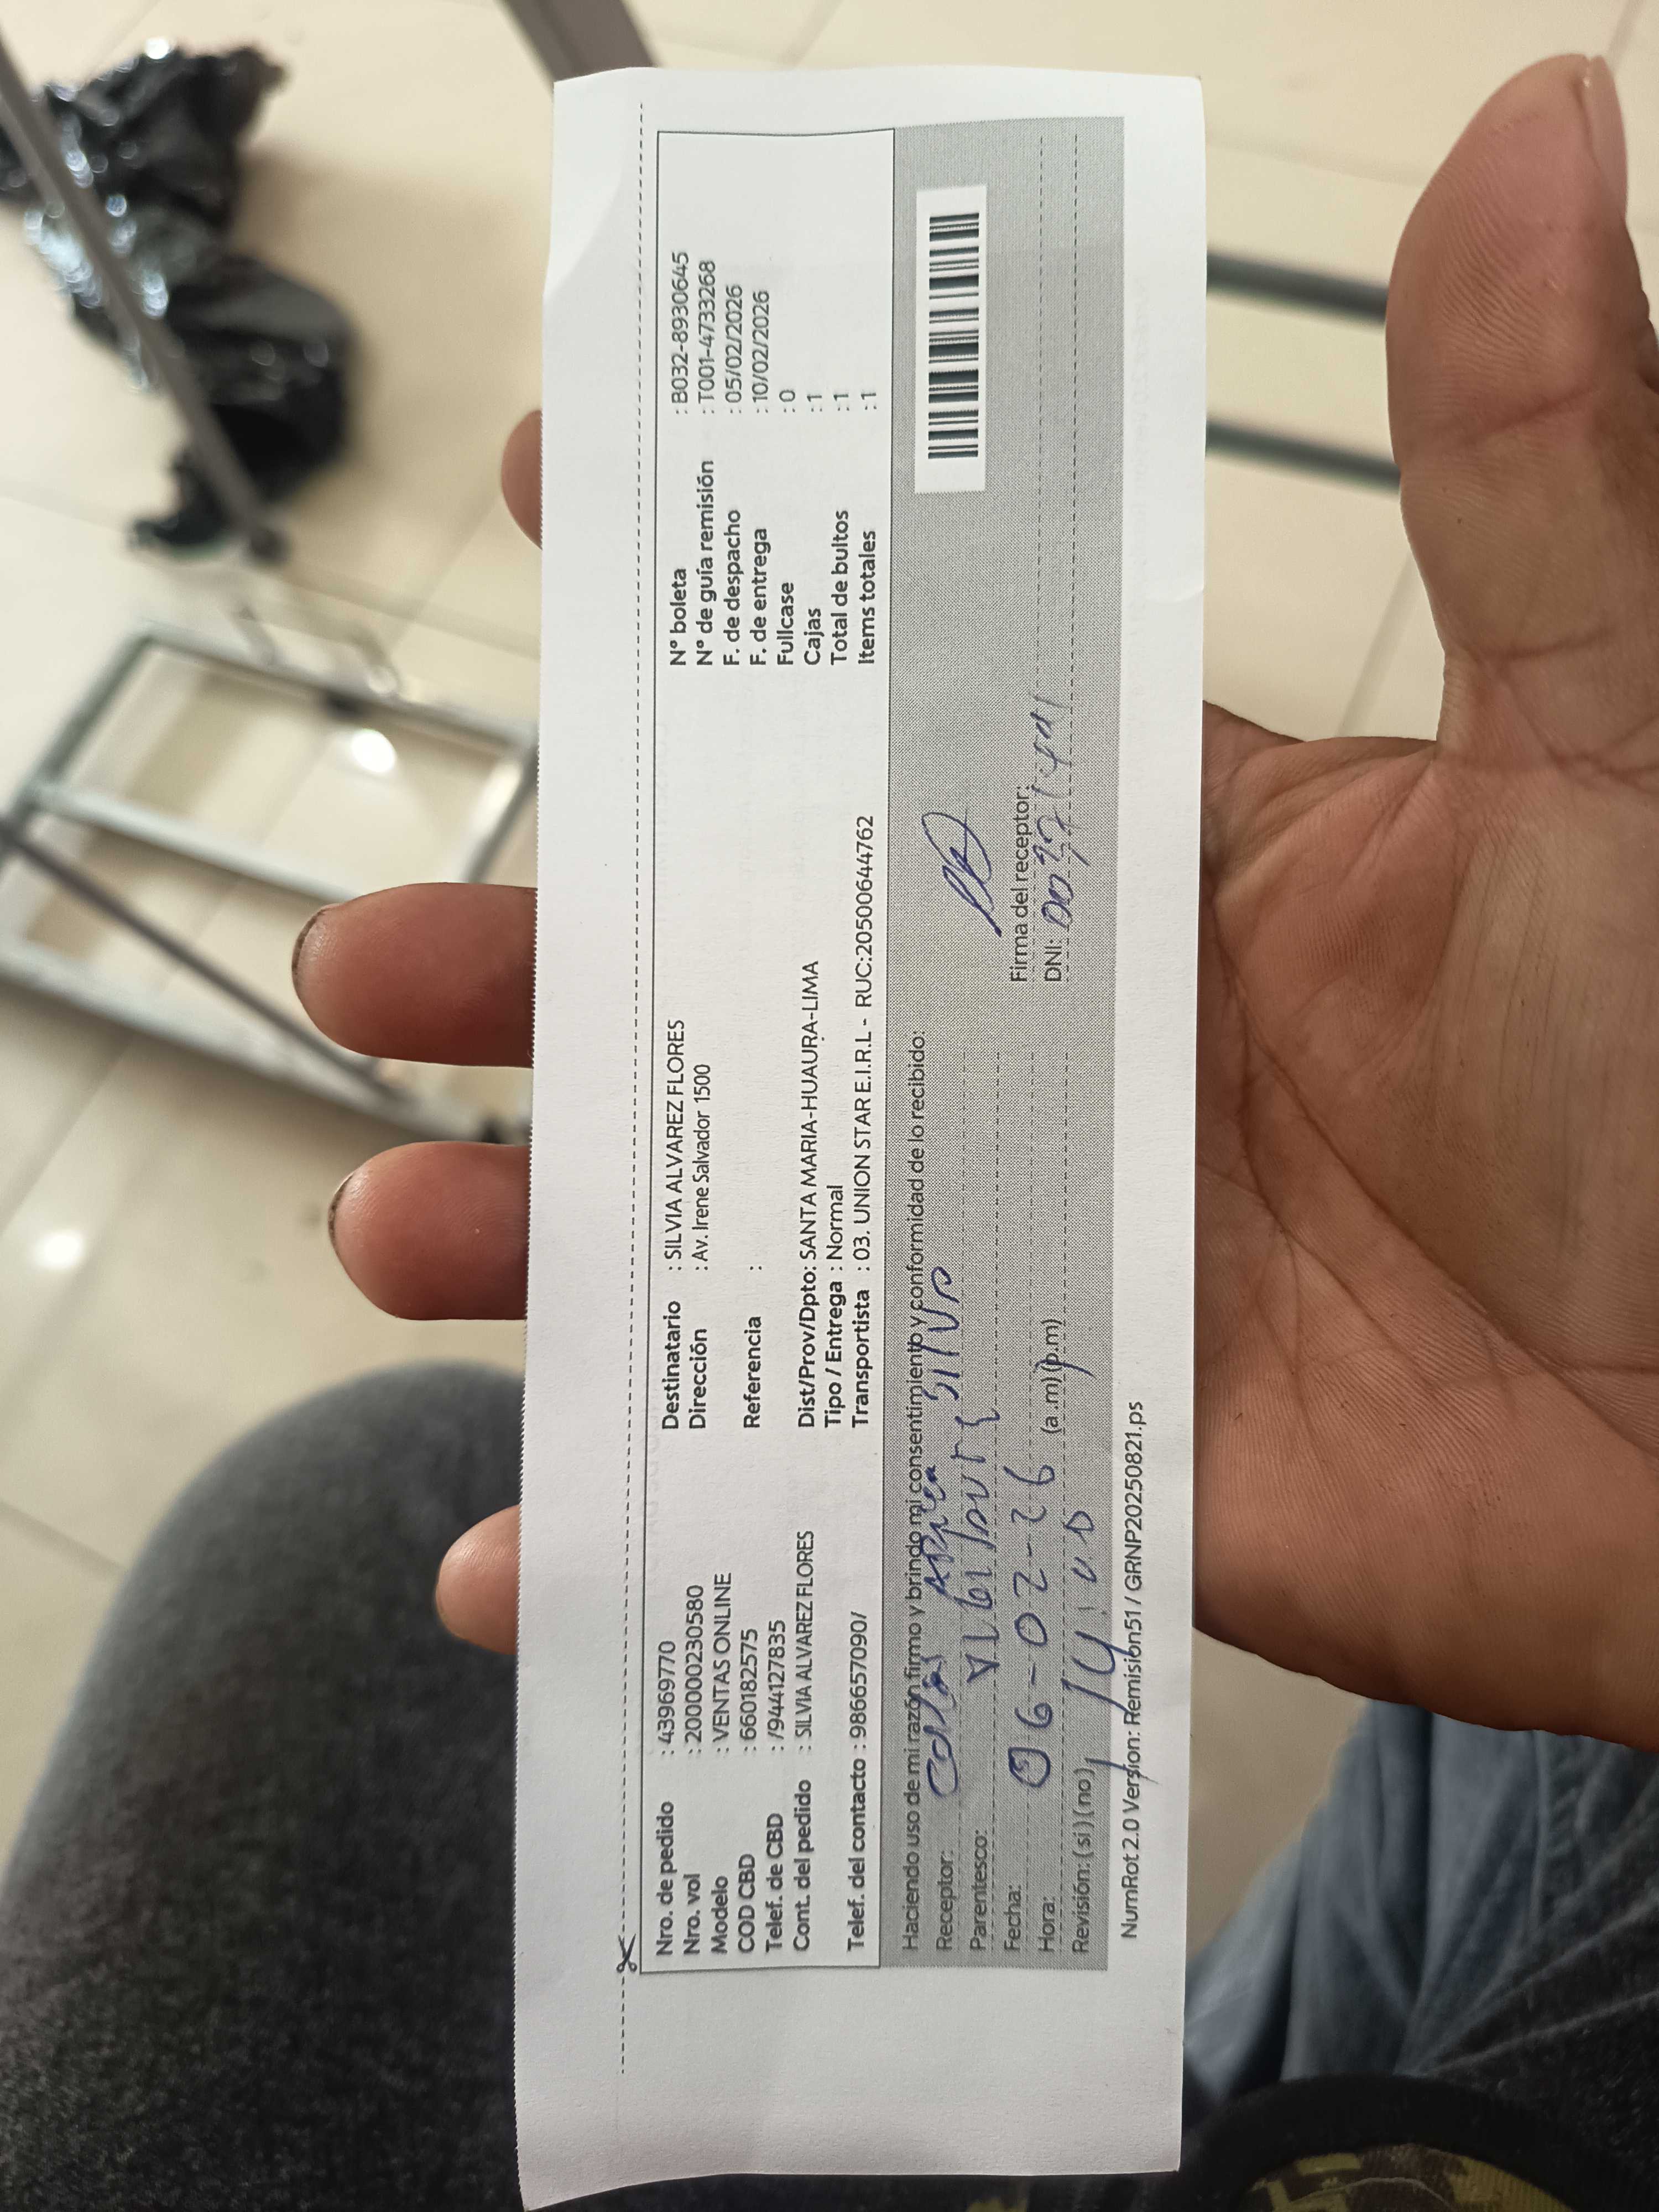 Nro. de pedido : 43969770
Nro. vol : 200000230580
Modelo : VENTAS ONLINE
COD CBD : 660182575
Telef. de CBD : /944127835
Cont. del pedido : SILVIA ALVAREZ FLORES
Telef. del contacto : 986657090/
Destinatario : SILVIA ALVAREZ FLORES
Dirección : Av. Irene Salvador 1500
Referencia :
Dist/Prov/Dpto: SANTA MARIA-HUAURA-LIMA
Tipo / Entrega : Normal
Transportista : 03. UNION STAR E.I.R.L - RUC:20500644762
N° boleta : B032-8930645
N° de guía remisión : T001-4733268
F. de despacho : 05/02/2026
F. de entrega : 10/02/2026
Fullcase : 0
Cajas : 1
Total de bultos : 1
Items totales : 1
Haciendo uso de mi razón firmo y brindo mi consentimiento y conformidad de lo recibido:
Receptor:
Parentesco:
Fecha: 06-02-26
Hora: (a .m) (p.m)
Revisión: ( si ) ( no )
Firma del receptor:
DNI:
NumRot 2.0 Version: Remisión51 / GRNP20250821.ps